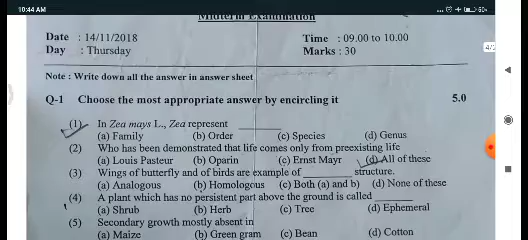 10:44 AM
Midterm Examination
Date : 14/11/2018 Time : 09.00 to 10.00
Day : Thursday Marks : 30
4/5
Note : Write down all the answer in answer sheet
Q-1 Choose the most appropriate answer by encircling it 5.0
(1) In Zea mays L., Zea represent ________
(a) Family (b) Order (c) Species (d) Genus
(2) Who has been demonstrated that life comes only from preexisting life
(a) Louis Pasteur (b) Oparin (c) Ernst Mayr (d) All of these
(3) Wings of butterfly and of birds are example of ________ structure.
(a) Analogous (b) Homologous (c) Both (a and b) (d) None of these
(4) A plant which has no persistent part above the ground is called ________
(a) Shrub (b) Herb (c) Tree (d) Ephemeral
(5) Secondary growth mostly absent in
(a) Maize (b) Green gram (c) Bean (d) Cotton